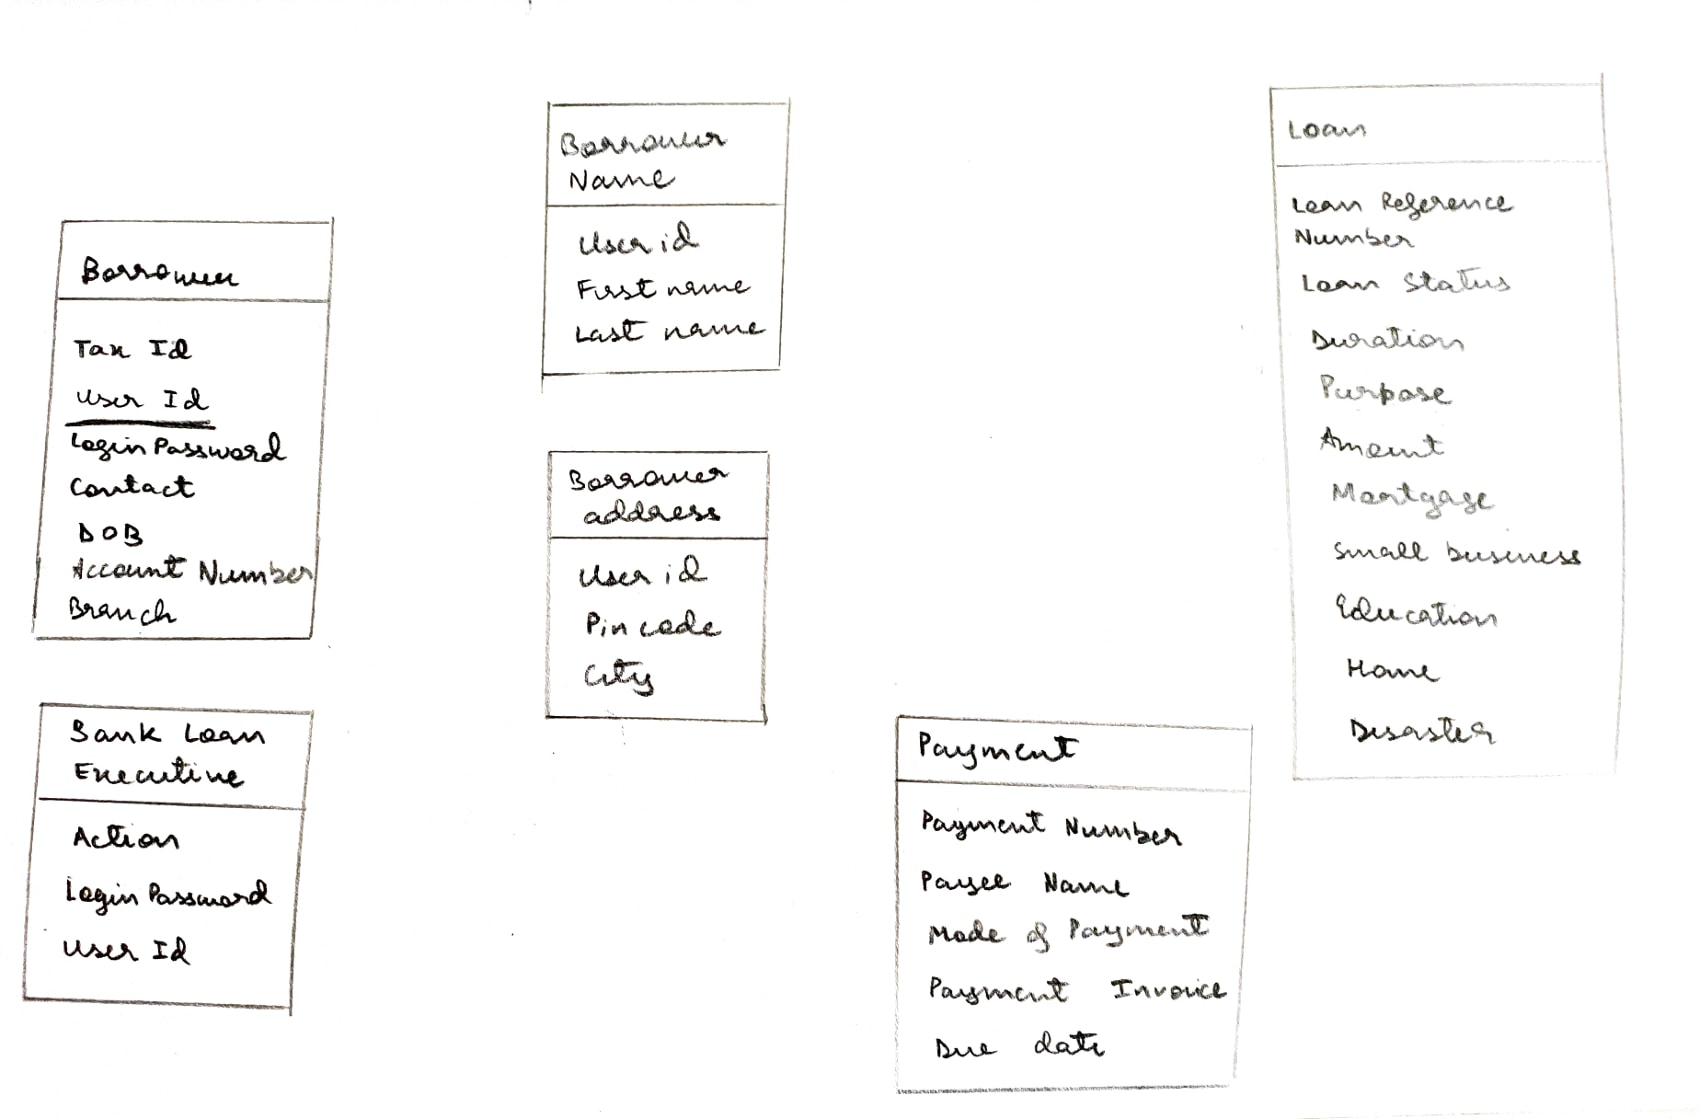 Borrower
Tax Id
User Id
Login Password
Contact
DOB
Account Number
Branch
Bank Loan
Executive
Action
Login Password
User Id
Borrower
Name
User id
First name
Last name
Borrower
address
User id
Pin code
City
Payment
Payment Number
Payee Name
Mode of Payment
Payment Invoice
Due date
Loan
Loan Reference
Number
Loan Status
Duration
Purpose
Amount
Mortgage
Small business
Education
Home
Disaster